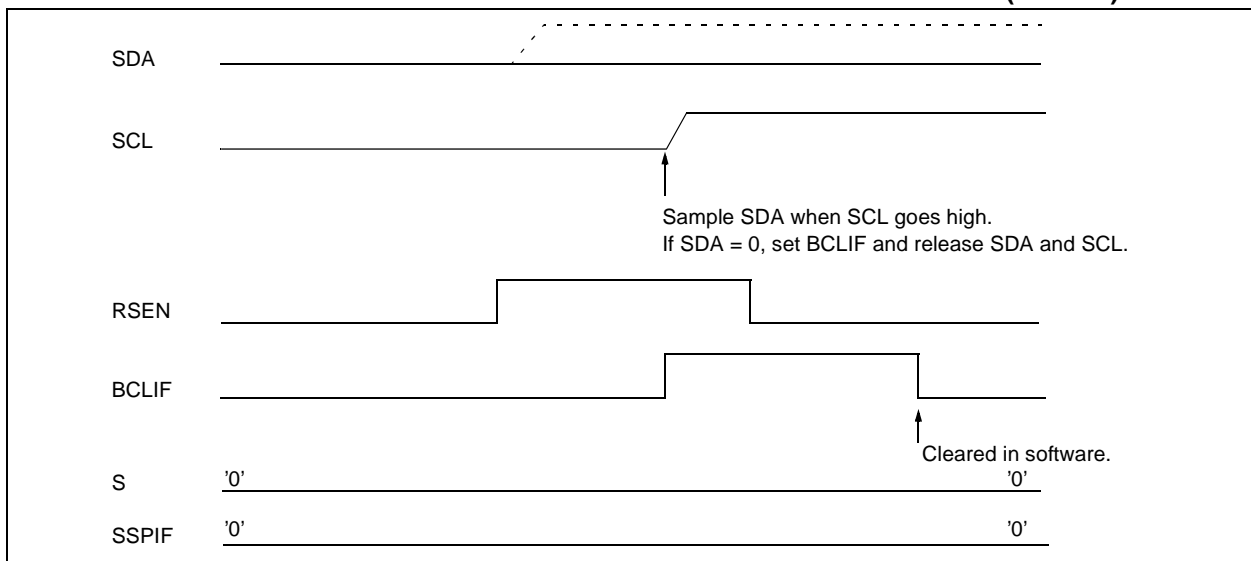 SDA
SCL
Sample SDA when SCL goes high.
If SDA = 0, set BCLIF and release SDA and SCL.
RSEN
BCLIF
Cleared in software.
S '0' '0'
SSPIF '0' '0'